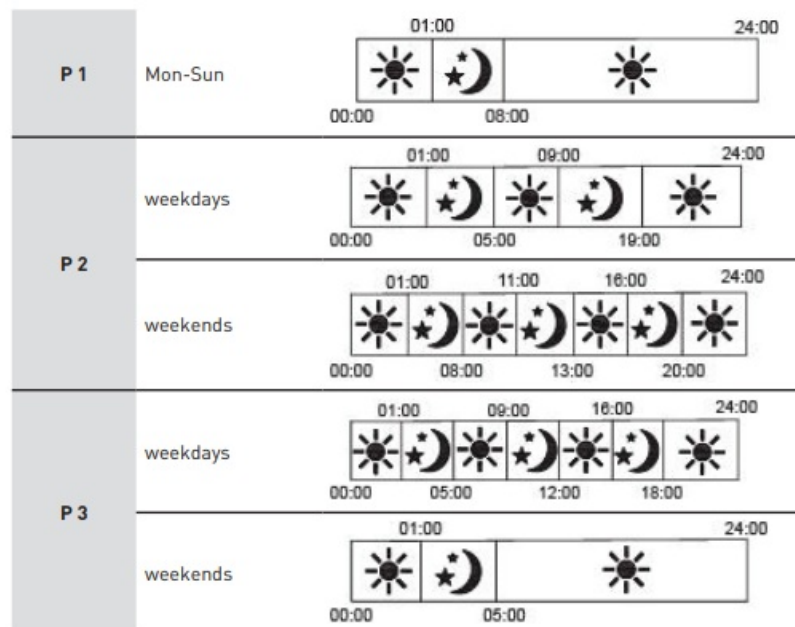 01:00 24:00
P 1 Mon-Sun
00:00 08:00
01:00 09:00 24:00
weekdays
00:00 05:00 19:00
P 2
01:00 11:00 16:00 24:00
weekends
00:00 08:00 13:00 20:00
01:00 09:00 16:00 24:00
weekdays
00:00 05:00 12:00 18:00
P 3
01:00 24:00
weekends
00:00 05:00